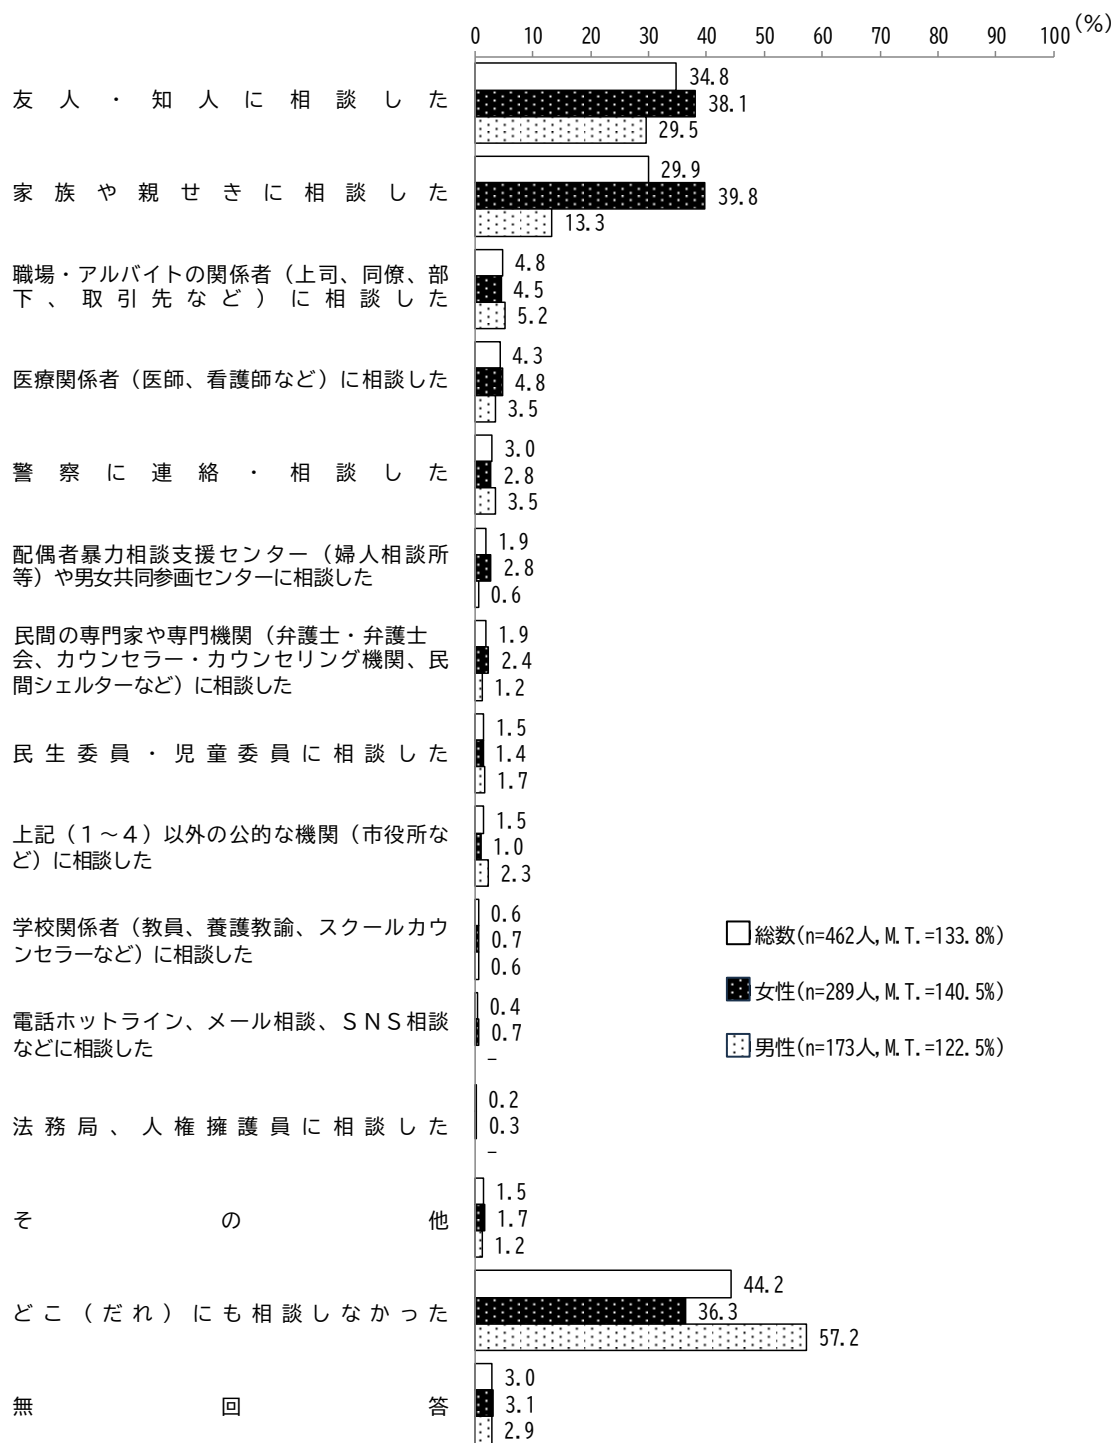 0 10 20 30 40 50 60 70 80 90 100 (%)
友人・知人に相談した
34.8
38.1
29.5
家族や親せきに相談した
29.9
39.8
13.3
職場・アルバイトの関係者（上司、同僚、部
下、取引先など）に相談した
4.8
4.5
5.2
医療関係者（医師、看護師など）に相談した
4.3
4.8
3.5
警察に連絡・相談した
3.0
2.8
3.5
配偶者暴力相談支援センター（婦人相談所
等）や男女共同参画センターに相談した
1.9
2.8
0.6
民間の専門家や専門機関（弁護士・弁護士
会、カウンセラー・カウンセリング機関、民
間シェルターなど）に相談した
1.9
2.4
1.2
民生委員・児童委員に相談した
1.5
1.4
1.7
上記（１～４）以外の公的な機関（市役所な
ど）に相談した
1.5
1.0
2.3
学校関係者（教員、養護教諭、スクールカウ
ンセラーなど）に相談した
0.6
0.7
0.6
電話ホットライン、メール相談、ＳＮＳ相談
などに相談した
0.4
0.7
-
法務局、人権擁護員に相談した
0.2
0.3
-
その他
1.5
1.7
1.2
どこ（だれ）にも相談しなかった
44.2
36.3
57.2
無回答
3.0
3.1
2.9
総数(n=462人,M.T.=133.8%)
女性(n=289人,M.T.=140.5%)
男性(n=173人,M.T.=122.5%)